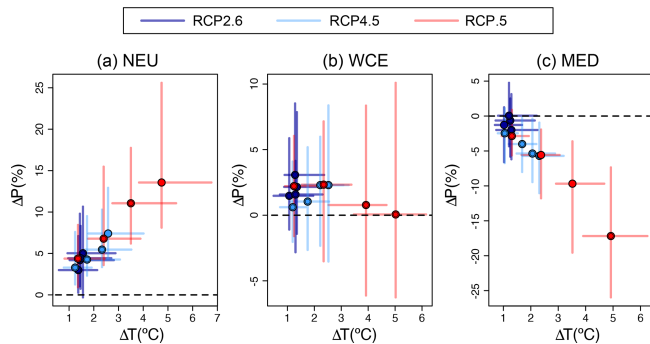 RCP2.6 RCP4.5 RCP.5
(a) NEU (b) WCE (c) MED
ΔP(%) ΔP(%) ΔP(%)
25 10 5
20 5 0
15 0 -5
10 -5 -10
5 -15
0 -20
-25
1 2 3 4 5 6 7 1 2 3 4 5 6 1 2 3 4 5 6
ΔT(ºC) ΔT(ºC) ΔT(ºC)